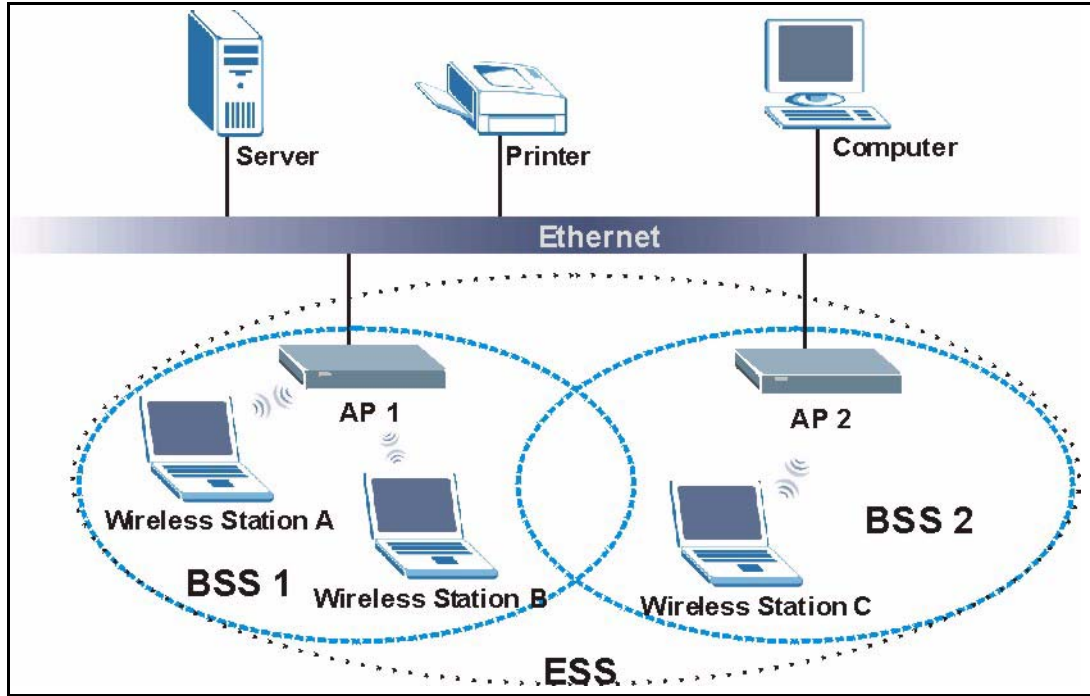 Server
Printer
Computer
Ethernet
AP 1
AP 2
Wireless Station A
BSS 2
BSS 1
Wireless Station B
Wireless Station C
ESS